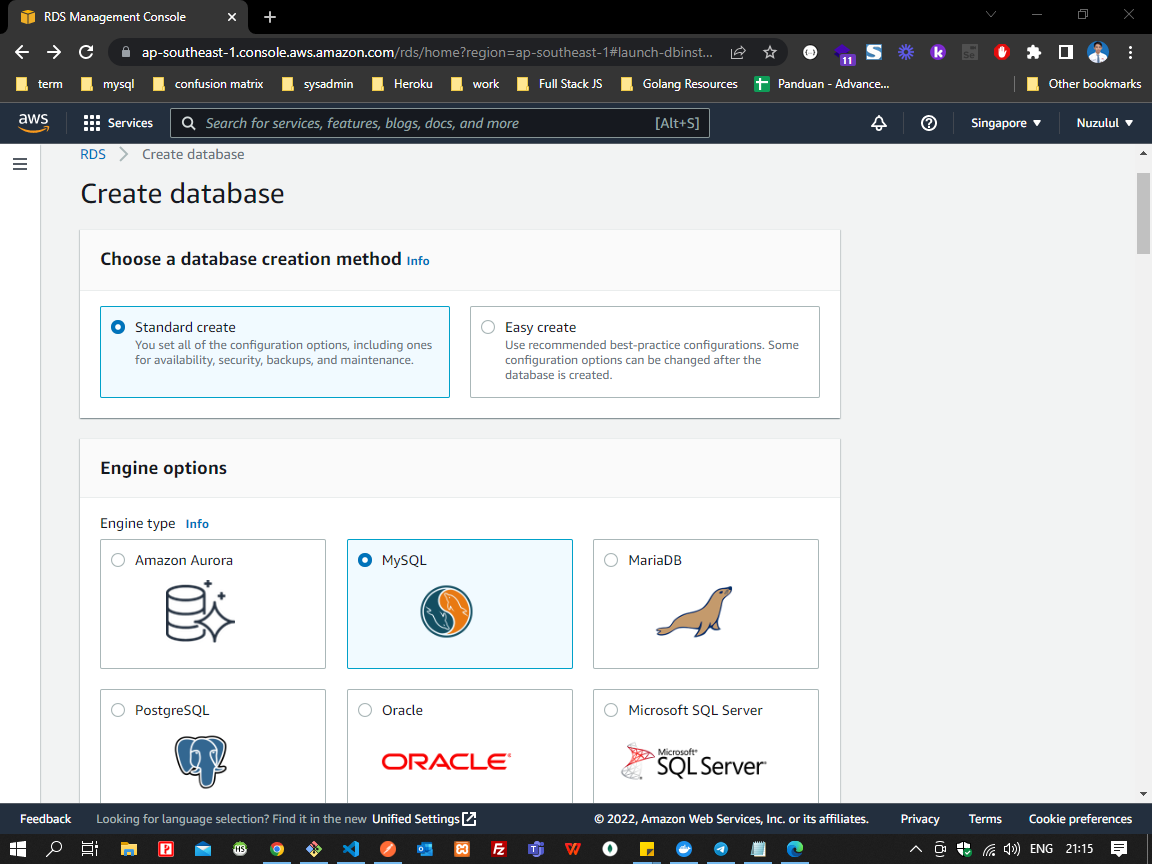 RDS Management Console
ap-southeast-1.console.aws.amazon.com/rds/home?region=ap-southeast-1#launch-dbinst...
11
term
mysql
confusion matrix
sysadmin
Heroku
work
Full Stack JS
Golang Resources
Panduan - Advance...
Other bookmarks
aws
Services
Search for services, features, blogs, docs, and more
[Alt+S]
Singapore
Nuzulul
RDS
Create database
Create database
Choose a database creation method Info
Standard create
You set all of the configuration options, including ones
for availability, security, backups, and maintenance.
Easy create
Use recommended best-practice configurations. Some
configuration options can be changed after the
database is created.
Engine options
Engine type Info
Amazon Aurora
MySQL
MariaDB
PostgreSQL
Oracle
ORACLE
Microsoft SQL Server
Microsoft
SQL Server
Feedback
Looking for language selection? Find it in the new Unified Settings
© 2022, Amazon Web Services, Inc. or its affiliates.
Privacy
Terms
Cookie preferences
ENG
21:15